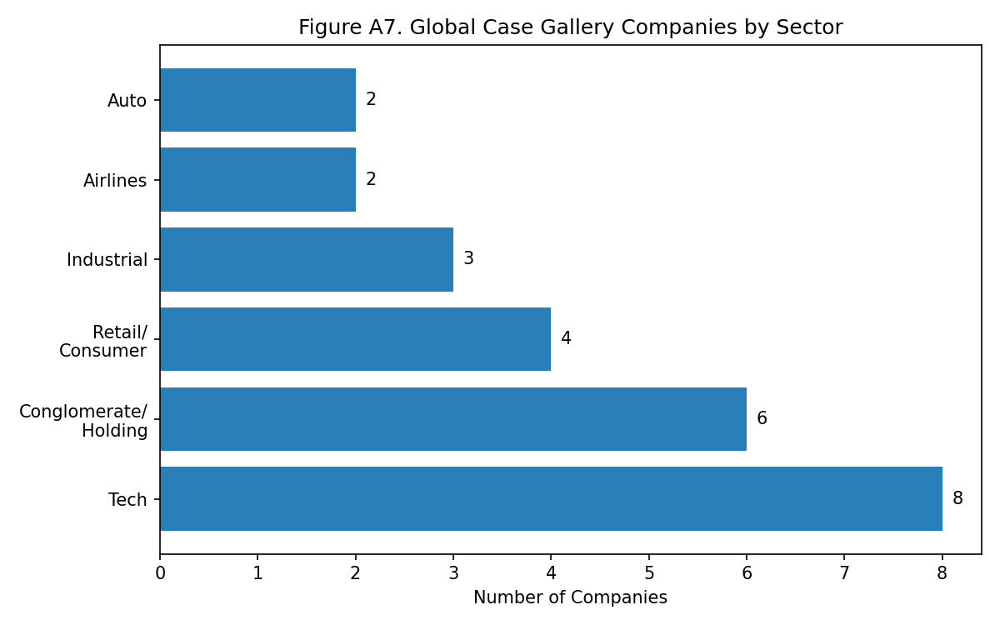 Figure A7. Global Case Gallery Companies by Sector
Auto
2
Airlines
2
Industrial
3
Retail/
Consumer
4
Conglomerate/
Holding
6
Tech
8
0 1 2 3 4 5 6 7 8
Number of Companies